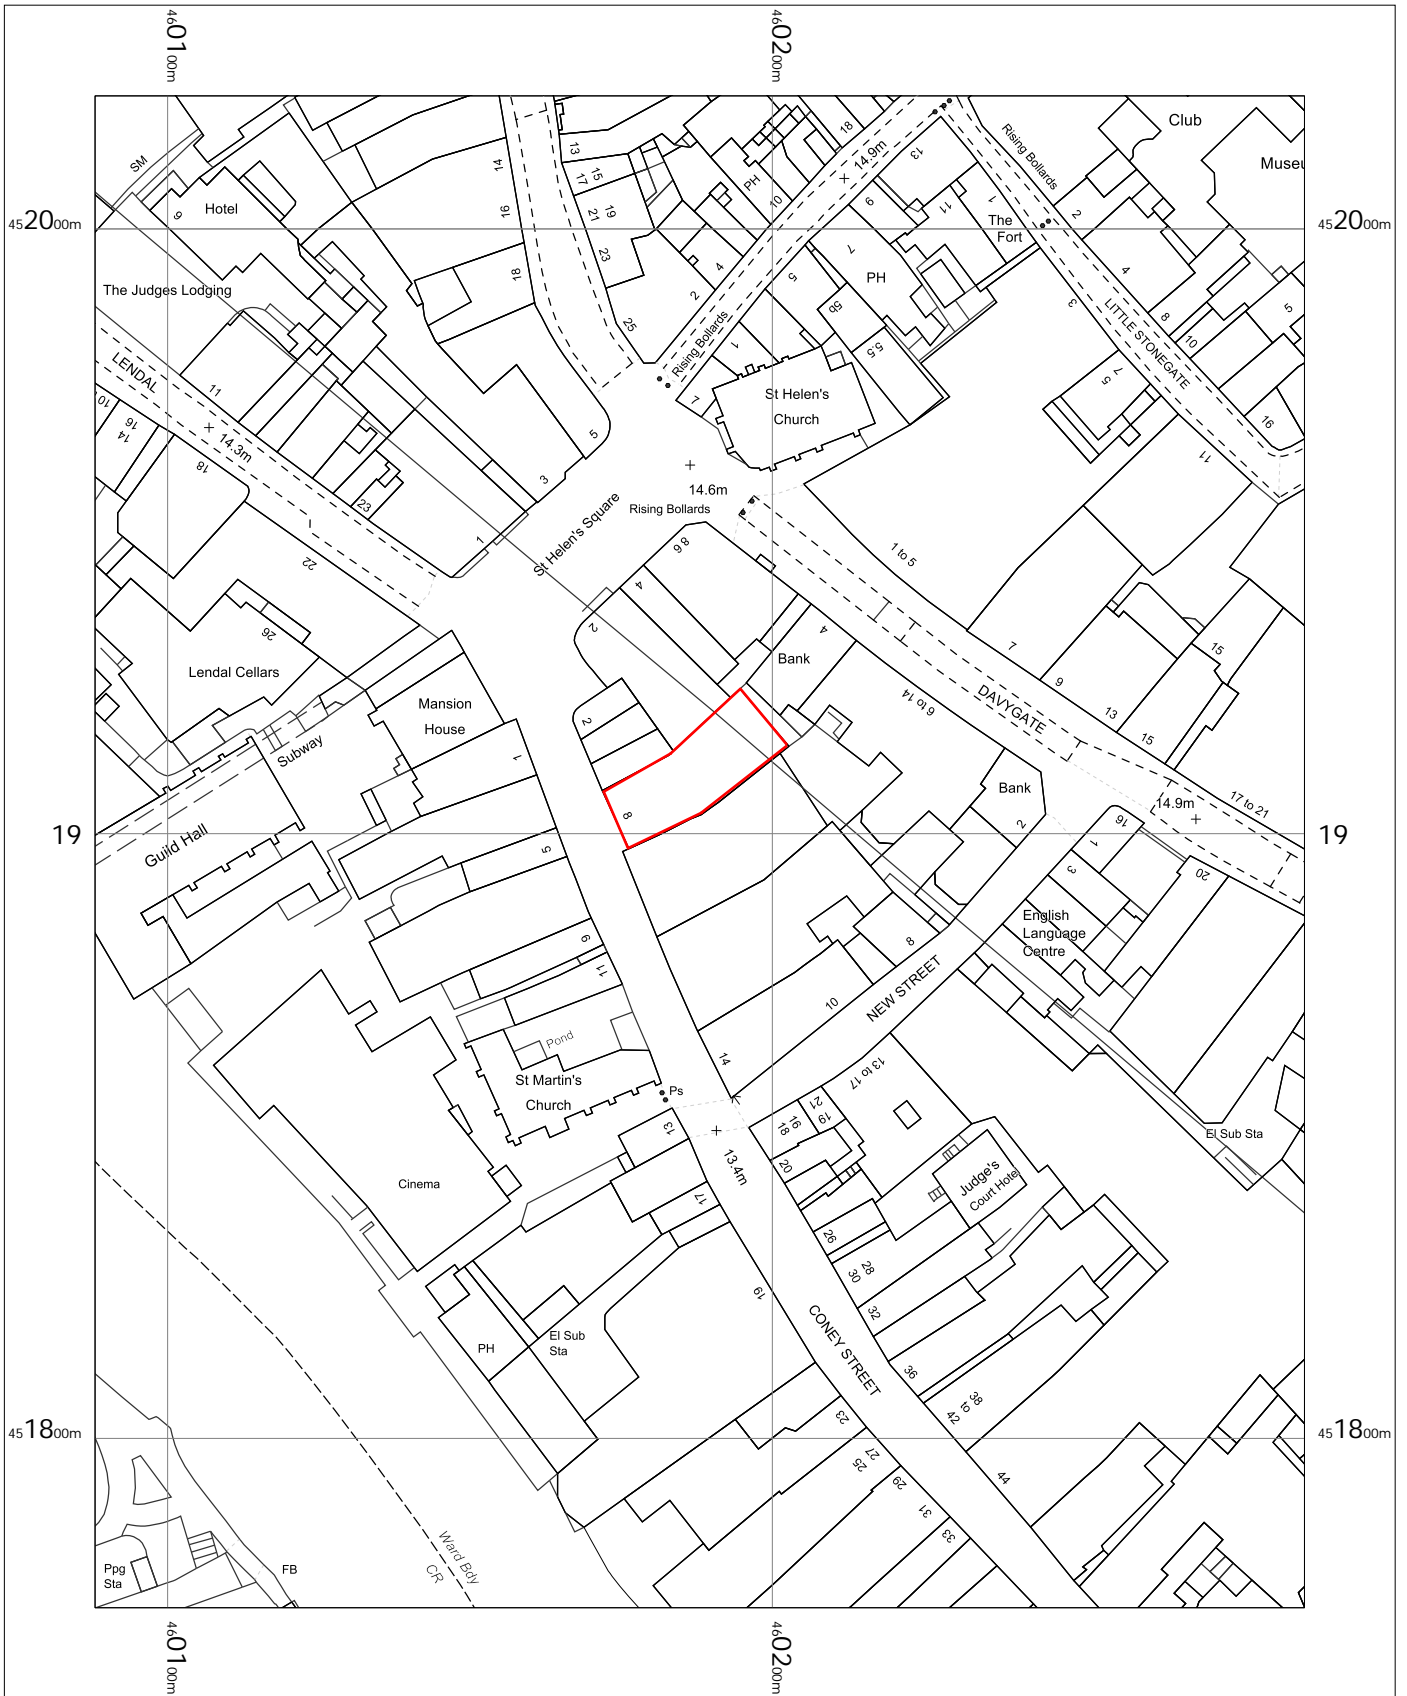 4601 00m
4602 00m
Club
Rising Bollards
SM
18
14.9m
13
13
14
15
17
PH
Museu
Hotel
9
16
19
21
10
9
11
1
The
Fort
2
4520 00m
4520 00m
23
7
PH
4
18
4
5
The Judges Lodging
2
5b
3
8
5
LITTLE STONEGATE
25
Rising Bollards
1
5.5
10
LENDAL
11
St Helen's
Church
7
5
16
10
16
14
7
14.3m
5
11
18
3
14.6m
23
Rising Bollards
St Helen's Square
1
86
1 to 5
22
4
26
2
4
7
15
Lendal Cellars
Bank
9
Mansion
House
6 to 14
DAVYGATE
13
2
15
Subway
1
Bank
14.9m
17 to 21
19
8
19
2
16
Guild Hall
1
5
3
20
English
Language
Centre
9
8
11
NEW STREET
10
Pond
14
13 to 17
St Martin's
Church
Ps
21
19
16
18
El Sub Sta
13
20
13.4m
Judge's
Court Hote
Cinema
17
26
28
30
19
32
CONEY STREET
El Sub
Sta
PH
36
38
to
42
23
4518 00m
4518 00m
27
25
44
29
31
33
Ward Bdy
CR
Ppg
Sta
FB
4601 00m
4602 00m